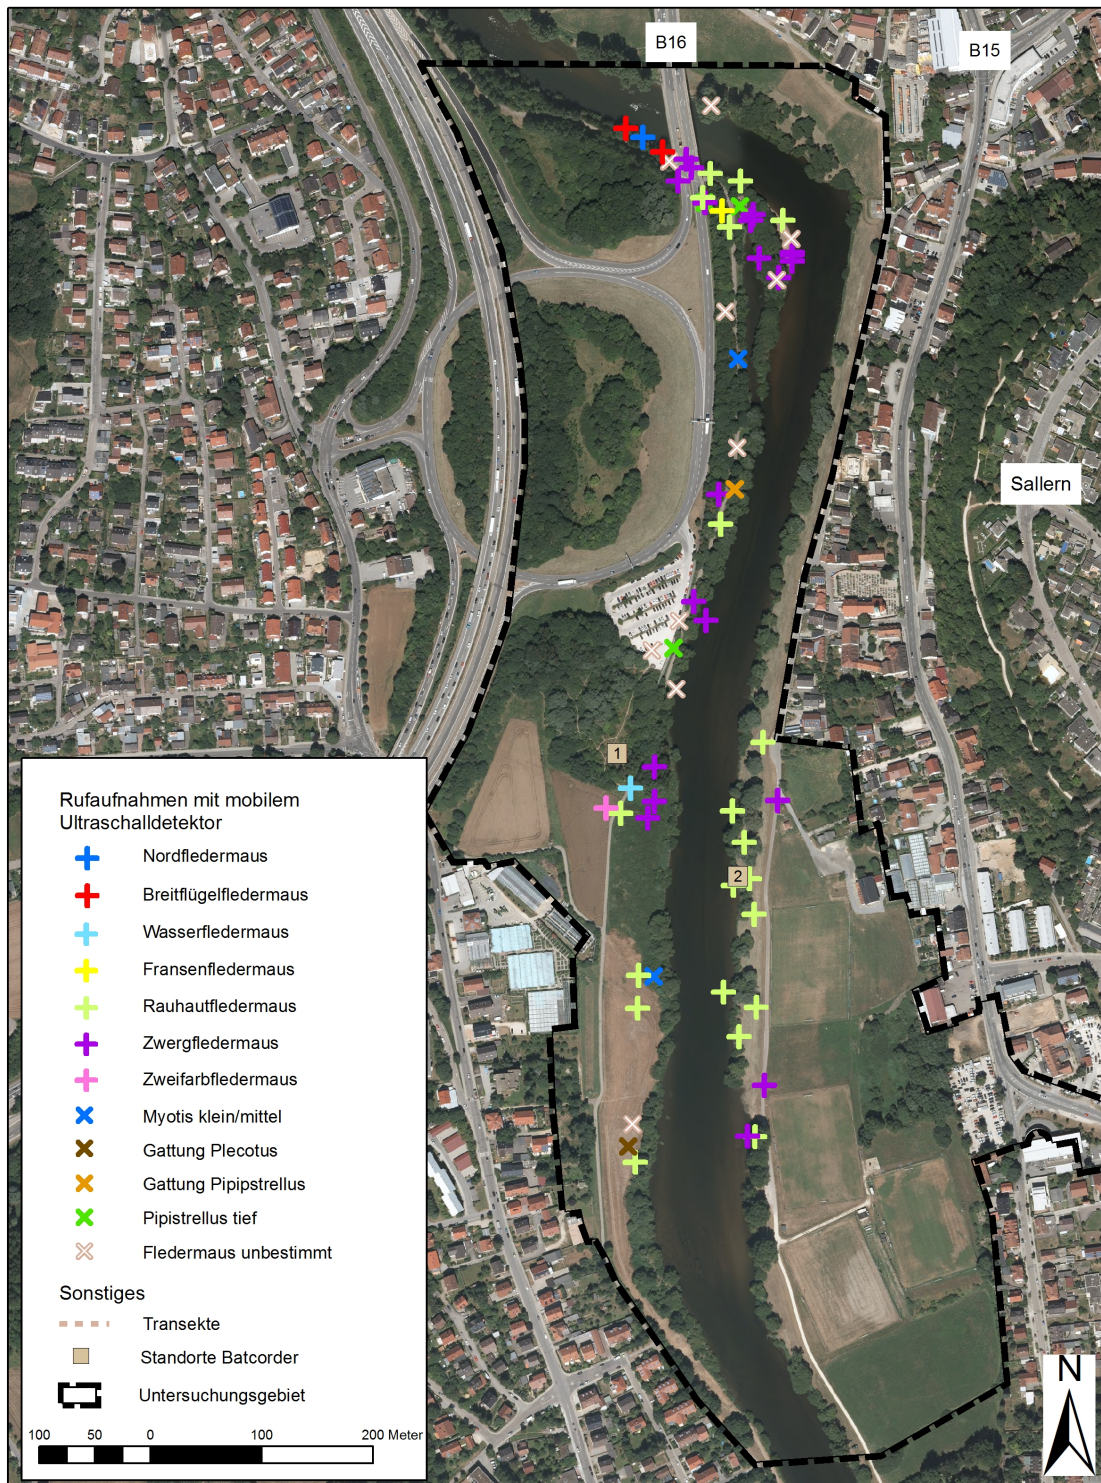 B16
B15
Sallern
1
2
Rufaufnahmen mit mobilem
Ultraschalldetektor
Nordfledermaus
Breitflügelfledermaus
Wasserfledermaus
Fransenfledermaus
Rauhautfledermaus
Zwergfledermaus
Zweifarbfledermaus
Myotis klein/mittel
Gattung Plecotus
Gattung Pipipstrellus
Pipistrellus tief
Fledermaus unbestimmt
Sonstiges
Transekte
Standorte Batcorder
Untersuchungsgebiet
100 50 0 100 200 Meter
N